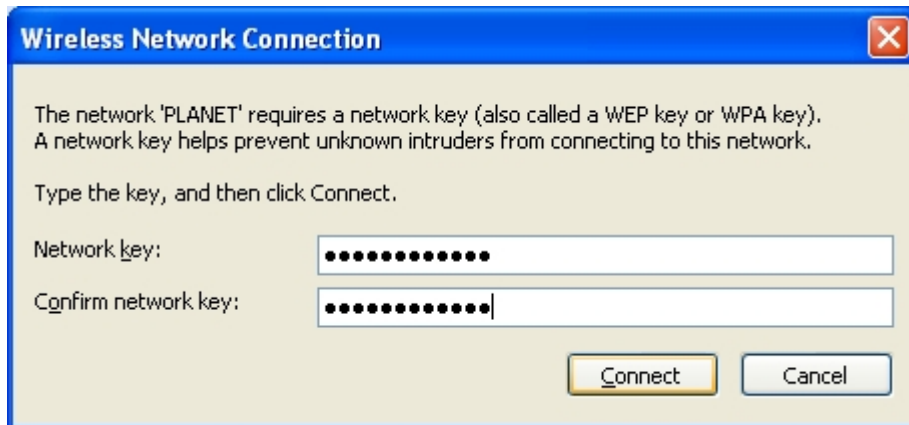 Wireless Network Connection
The network 'PLANET' requires a network key (also called a WEP key or WPA key).
A network key helps prevent unknown intruders from connecting to this network.
Type the key, and then click Connect.
Network key: ●●●●●●●●●●●●
Confirm network key: ●●●●●●●●●●●●
Connect Cancel